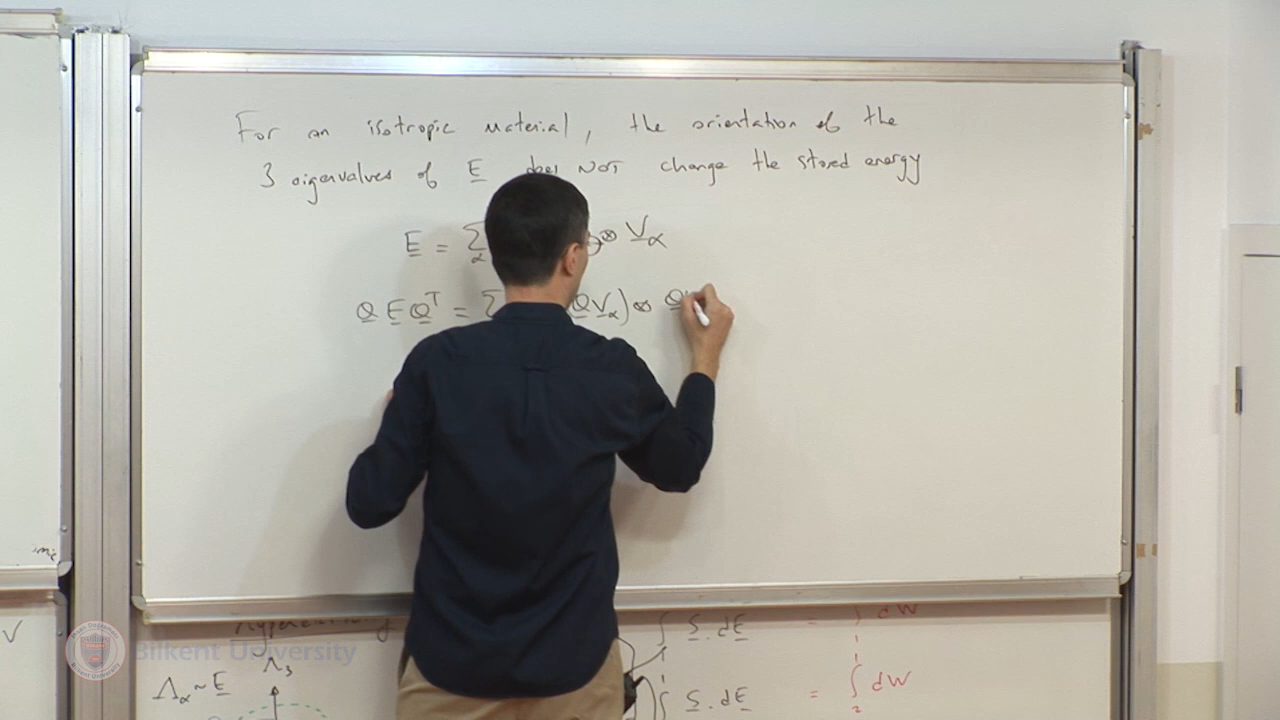 For an isotropic material, the orientation of the
3 eigenvalues of E does NOT change the stored energy
E = Σ α ⊗ Vα
Q E Qᵀ = Σ QVα) ⊗ Q
S . dE = ∫ dW
Λ3
Λα ~ E
∫ S . dE = ∫ dW
2
V
Bilkent University